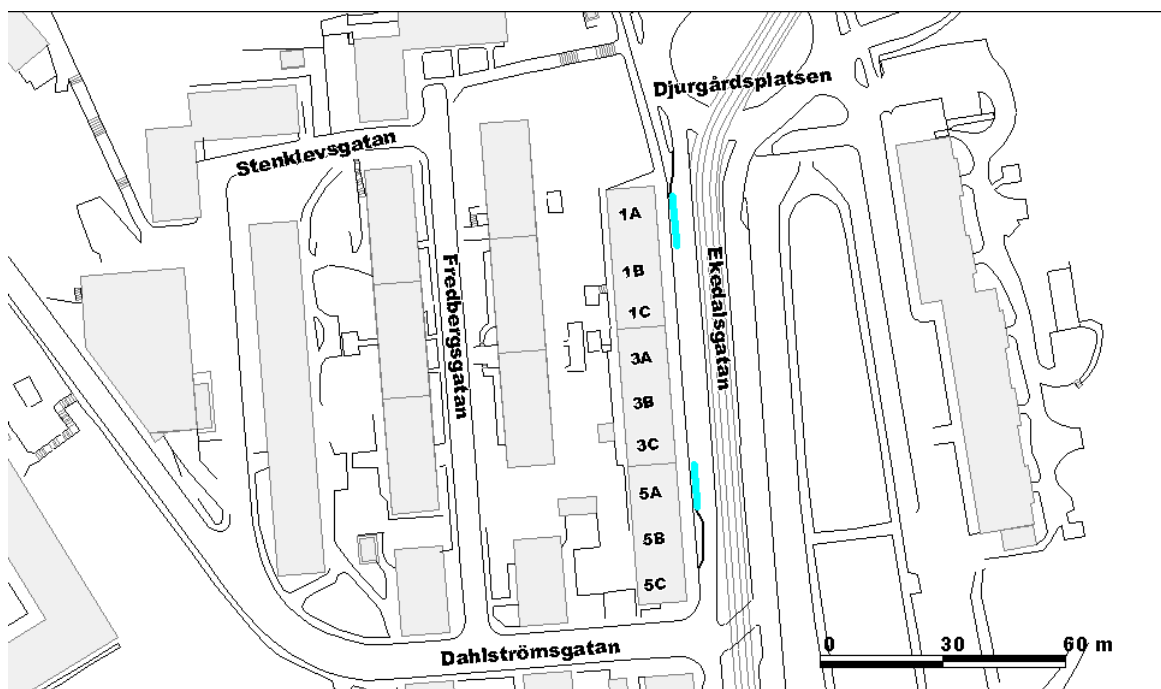 Djurgårdsplatsen
Stenklevsgatan
1A
1B
1C
3A
3B
3C
5A
5B
5C
Fredbergsgatan
Ekedalsgatan
Dahlströmsgatan
0 30 60 m